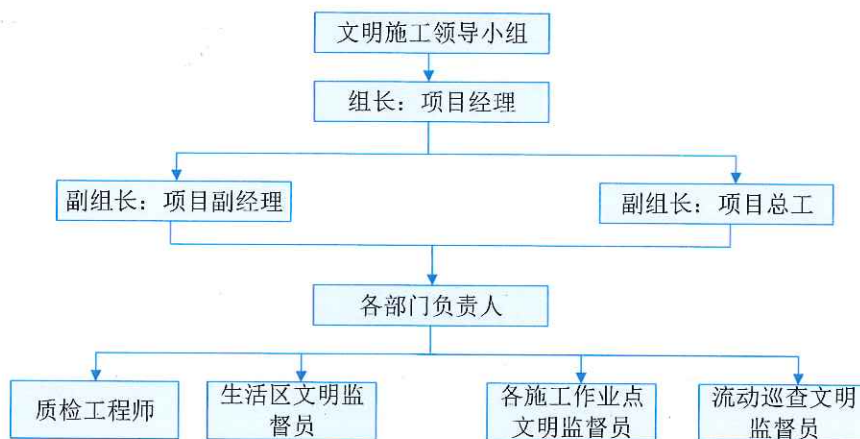 文明施工领导小组
组长：项目经理
副组长：项目副经理
副组长：项目总工
各部门负责人
质检工程师
生活区文明监
督员
各施工作业点
文明监督员
流动巡查文明
监督员